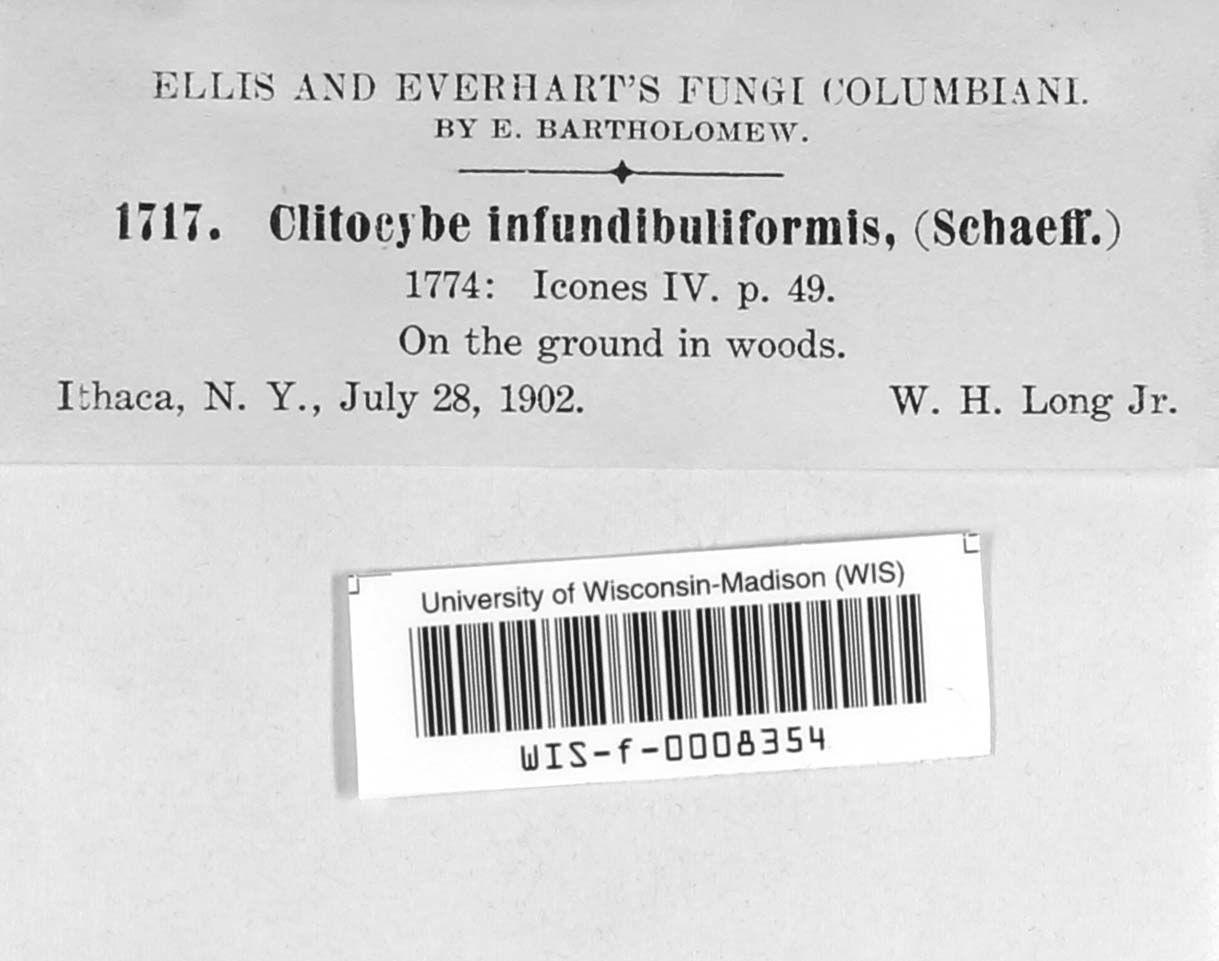 ELLIS AND EVERHART'S FUNGI COLUMBIANI.
BY E. BARTHOLOMEW.
1717. Clitocybe infundibuliformis, (Schaeff.)
1774: Icones IV. p. 49.
On the ground in woods.
Ithaca, N. Y., July 28, 1902. W. H. Long Jr.
University of Wisconsin-Madison (WIS)
WIS-f-0008354